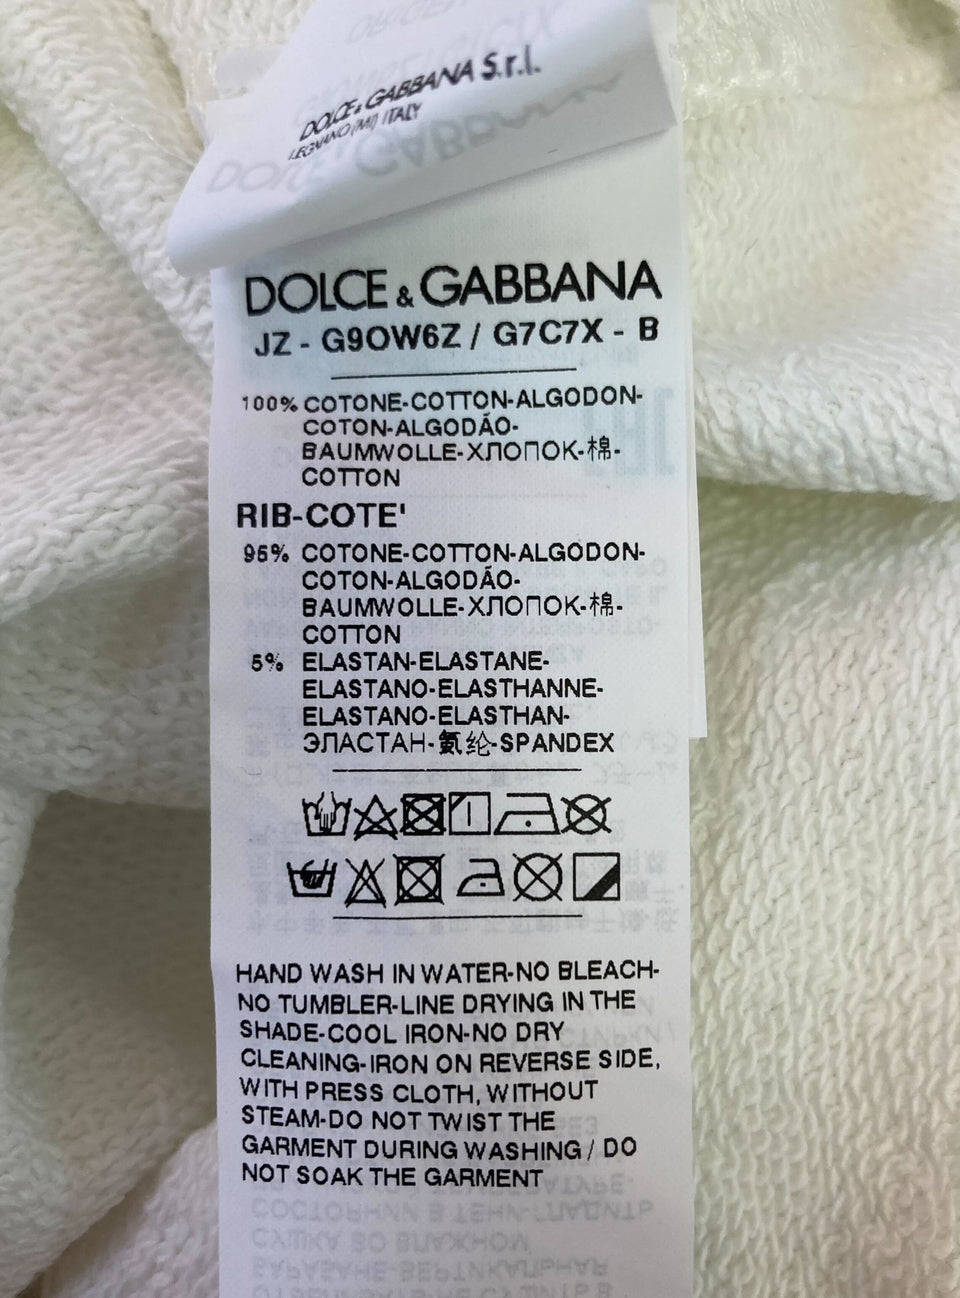 DOLCE & GABBANA S.r.l.
LEGNANO (MI) ITALY
DOLCE & GABBANA
JZ - G9OW6Z / G7C7X - B
100% COTONE-COTTON-ALGODON-
COTON-ALGODÃO-
BAUMWOLLE-ХЛОПОК-棉-
COTTON
RIB-COTE'
95% COTONE-COTTON-ALGODON-
COTON-ALGODÃO-
BAUMWOLLE-ХЛОПОК-棉-
COTTON
5% ELASTAN-ELASTANE-
ELASTANO-ELASTHANNE-
ELASTANO-ELASTHAN-
ЭЛАСТАН-氨纶-SPANDEX
HAND WASH IN WATER-NO BLEACH-
NO TUMBLER-LINE DRYING IN THE
SHADE-COOL IRON-NO DRY
CLEANING-IRON ON REVERSE SIDE,
WITH PRESS CLOTH, WITHOUT
STEAM-DO NOT TWIST THE
GARMENT DURING WASHING / DO
NOT SOAK THE GARMENT